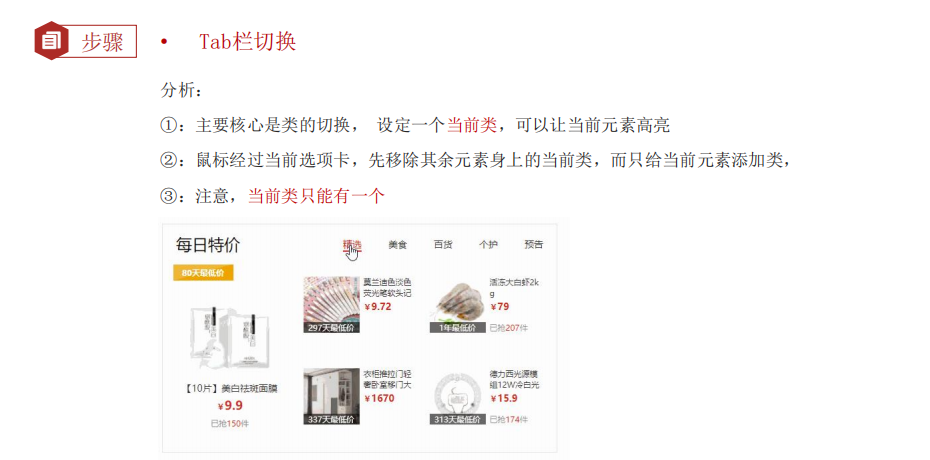 步骤
• Tab栏切换
分析：
①：主要核心是类的切换， 设定一个当前类，可以让当前元素高亮
②：鼠标经过当前选项卡，先移除其余元素身上的当前类，而只给当前元素添加类，
③：注意，当前类只能有一个
每日特价
精选 美食 百货 个护 预告
80天最低价
【10片】美白祛斑面膜
￥9.9
已抢150件
莫兰迪色淡色
荧光笔软头记
￥9.72
297天最低价
活冻大白虾2k
g
￥79
1年最低价
已抢207件
衣柜推拉门轻
奢卧室移门大
￥1670
337天最低价
德力西光源模
组12W冷白光
￥15.9
313天最低价
已抢174件